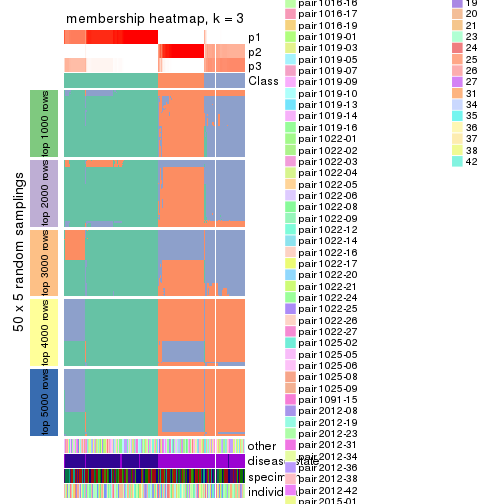 membership heatmap, k = 3
p1
p2
p3
Class
50 x 5 random samplings
top 1000 rows
top 2000 rows
top 3000 rows
top 4000 rows
top 5000 rows
other
disease.state
specim
individ
pair1016-16
pair1016-17
pair1016-19
pair1019-01
pair1019-03
pair1019-05
pair1019-07
pair1019-09
pair1019-10
pair1019-13
pair1019-14
pair1019-16
pair1022-01
pair1022-02
pair1022-03
pair1022-04
pair1022-05
pair1022-06
pair1022-08
pair1022-09
pair1022-12
pair1022-14
pair1022-16
pair1022-17
pair1022-20
pair1022-21
pair1022-24
pair1022-25
pair1022-26
pair1022-27
pair1025-02
pair1025-05
pair1025-06
pair1025-08
pair1025-09
pair1091-15
pair2012-08
pair2012-19
pair2012-23
pair2012-31
pair2012-34
pair2012-36
pair2012-38
pair2012-42
pair2015-01
19
20
21
23
24
25
26
27
31
34
35
36
37
38
42